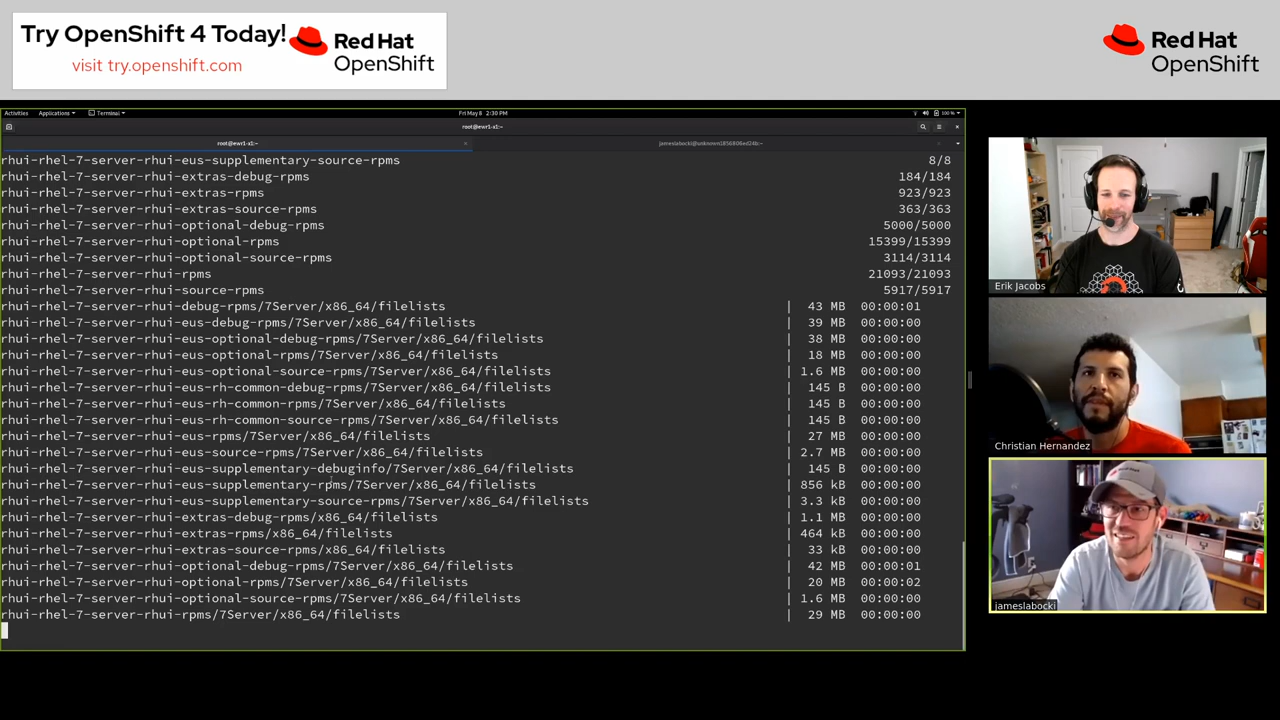 Try OpenShift 4 Today!
visit try.openshift.com
Red Hat
OpenShift
Red Hat
OpenShift
Activities Applications Terminal Fri May 8 2:30 PM 100 %
root@ewr1-x1:~
root@ewr1-x1:~ jameslabocki@unknown1856806ed24b:~
rhui-rhel-7-server-rhui-eus-supplementary-source-rpms 8/8
rhui-rhel-7-server-rhui-extras-debug-rpms 184/184
rhui-rhel-7-server-rhui-extras-rpms 923/923
rhui-rhel-7-server-rhui-extras-source-rpms 363/363
rhui-rhel-7-server-rhui-optional-debug-rpms 5000/5000
rhui-rhel-7-server-rhui-optional-rpms 15399/15399
rhui-rhel-7-server-rhui-optional-source-rpms 3114/3114
rhui-rhel-7-server-rhui-rpms 21093/21093
rhui-rhel-7-server-rhui-source-rpms 5917/5917
rhui-rhel-7-server-rhui-debug-rpms/7Server/x86_64/filelists | 43 MB 00:00:01
rhui-rhel-7-server-rhui-eus-debug-rpms/7Server/x86_64/filelists | 39 MB 00:00:00
rhui-rhel-7-server-rhui-eus-optional-debug-rpms/7Server/x86_64/filelists | 38 MB 00:00:00
rhui-rhel-7-server-rhui-eus-optional-rpms/7Server/x86_64/filelists | 18 MB 00:00:00
rhui-rhel-7-server-rhui-eus-optional-source-rpms/7Server/x86_64/filelists | 1.6 MB 00:00:00
rhui-rhel-7-server-rhui-eus-rh-common-debug-rpms/7Server/x86_64/filelists | 145 B 00:00:00
rhui-rhel-7-server-rhui-eus-rh-common-rpms/7Server/x86_64/filelists | 145 B 00:00:00
rhui-rhel-7-server-rhui-eus-rh-common-source-rpms/7Server/x86_64/filelists | 145 B 00:00:00
rhui-rhel-7-server-rhui-eus-rpms/7Server/x86_64/filelists | 27 MB 00:00:00
rhui-rhel-7-server-rhui-eus-source-rpms/7Server/x86_64/filelists | 2.7 MB 00:00:00
rhui-rhel-7-server-rhui-eus-supplementary-debuginfo/7Server/x86_64/filelists | 145 B 00:00:00
rhui-rhel-7-server-rhui-eus-supplementary-rpms/7Server/x86_64/filelists | 856 kB 00:00:00
rhui-rhel-7-server-rhui-eus-supplementary-source-rpms/7Server/x86_64/filelists | 3.3 kB 00:00:00
rhui-rhel-7-server-rhui-extras-debug-rpms/x86_64/filelists | 1.1 MB 00:00:00
rhui-rhel-7-server-rhui-extras-rpms/x86_64/filelists | 464 kB 00:00:00
rhui-rhel-7-server-rhui-extras-source-rpms/x86_64/filelists | 33 kB 00:00:00
rhui-rhel-7-server-rhui-optional-debug-rpms/7Server/x86_64/filelists | 42 MB 00:00:01
rhui-rhel-7-server-rhui-optional-rpms/7Server/x86_64/filelists | 20 MB 00:00:02
rhui-rhel-7-server-rhui-optional-source-rpms/7Server/x86_64/filelists | 1.6 MB 00:00:00
rhui-rhel-7-server-rhui-rpms/7Server/x86_64/filelists | 29 MB 00:00:00
Erik Jacobs
Christian Hernandez
jameslabocki